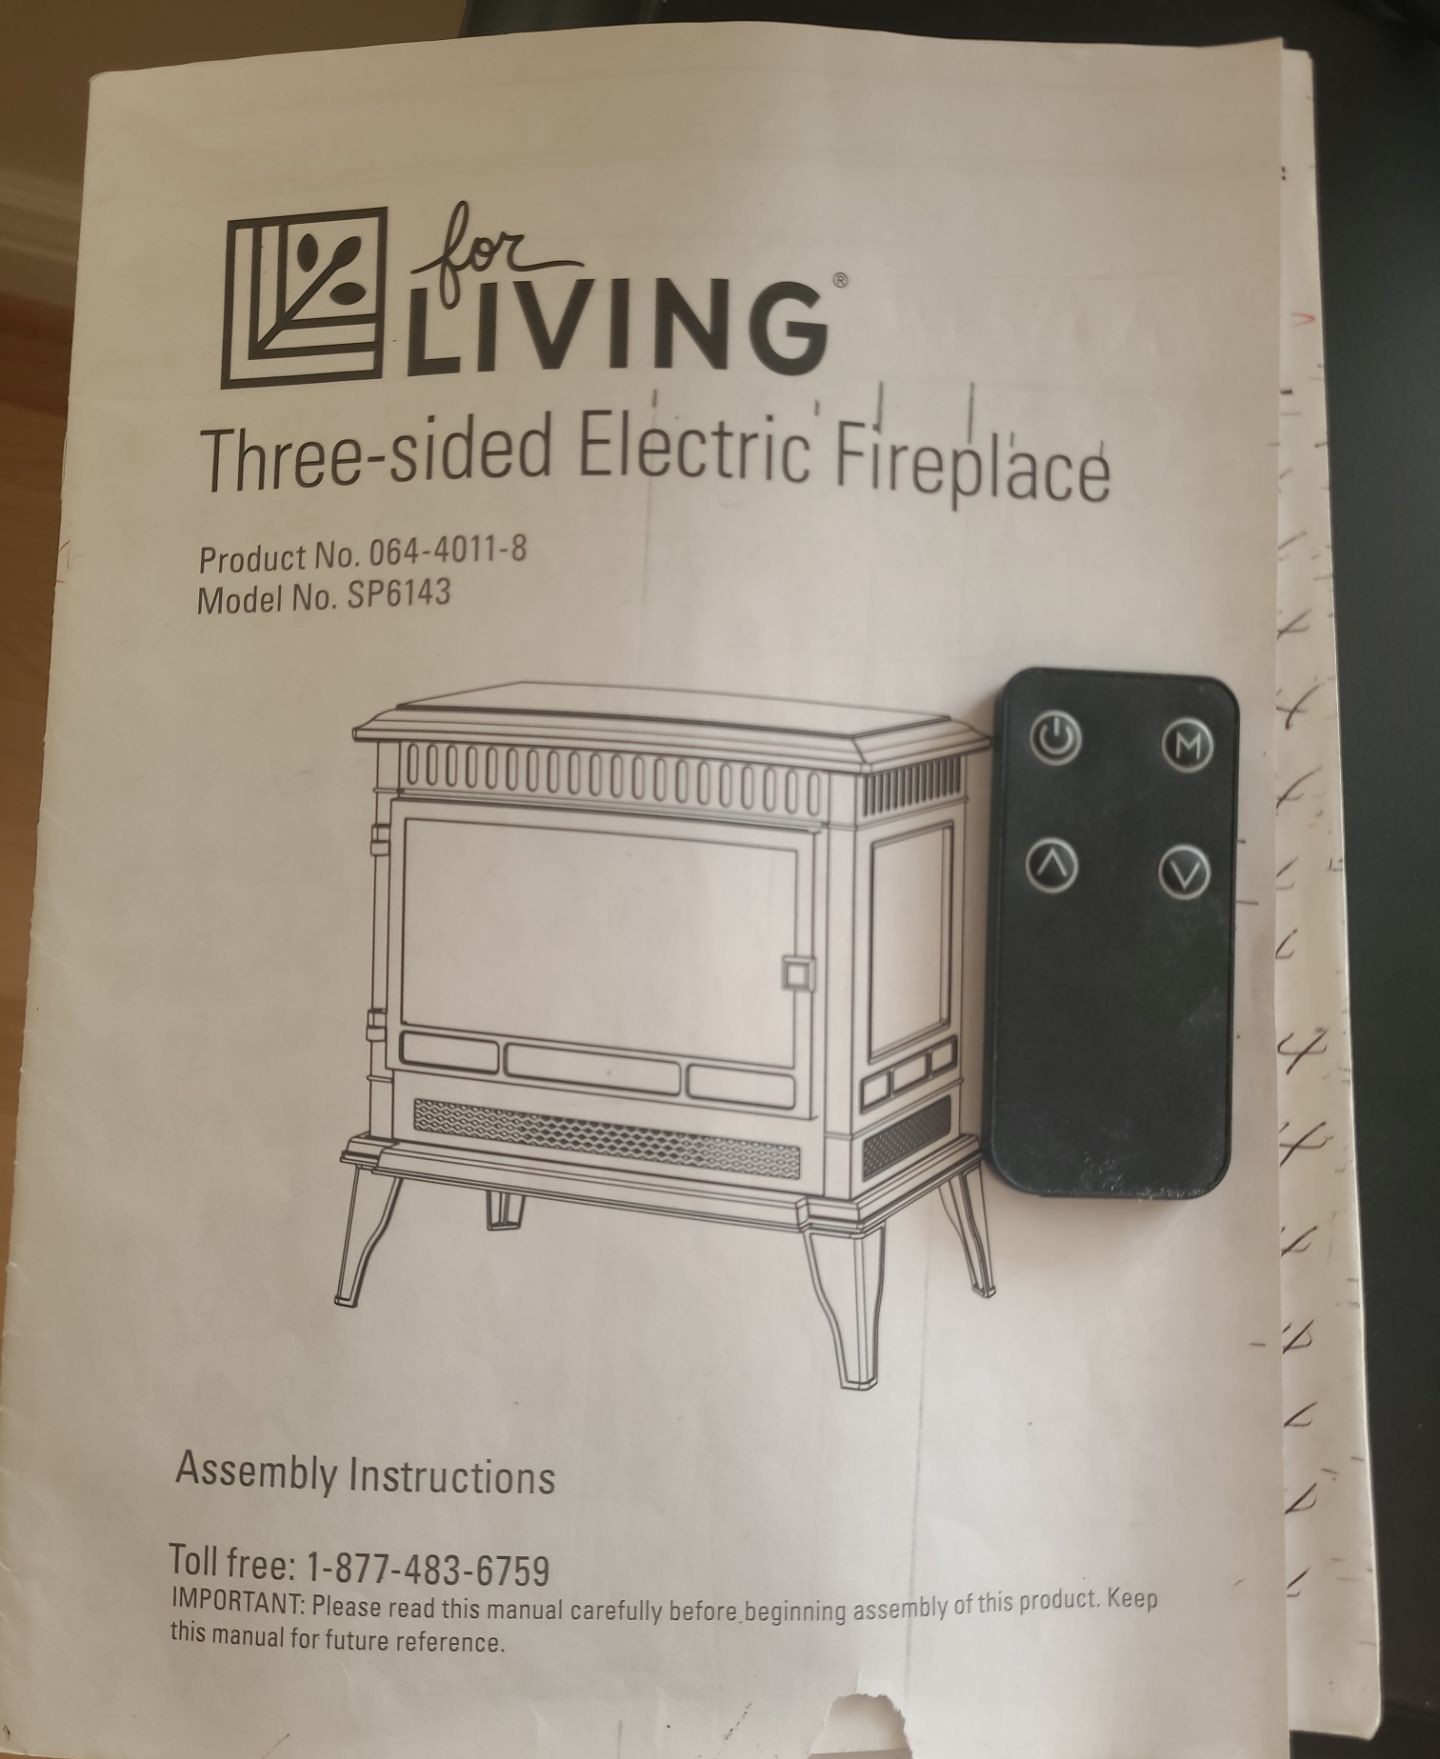 for
LIVING®
Three-sided Electric Fireplace
Product No. 064-4011-8
Model No. SP6143
M
Assembly Instructions
Toll free: 1-877-483-6759
IMPORTANT: Please read this manual carefully before beginning assembly of this product. Keep
this manual for future reference.